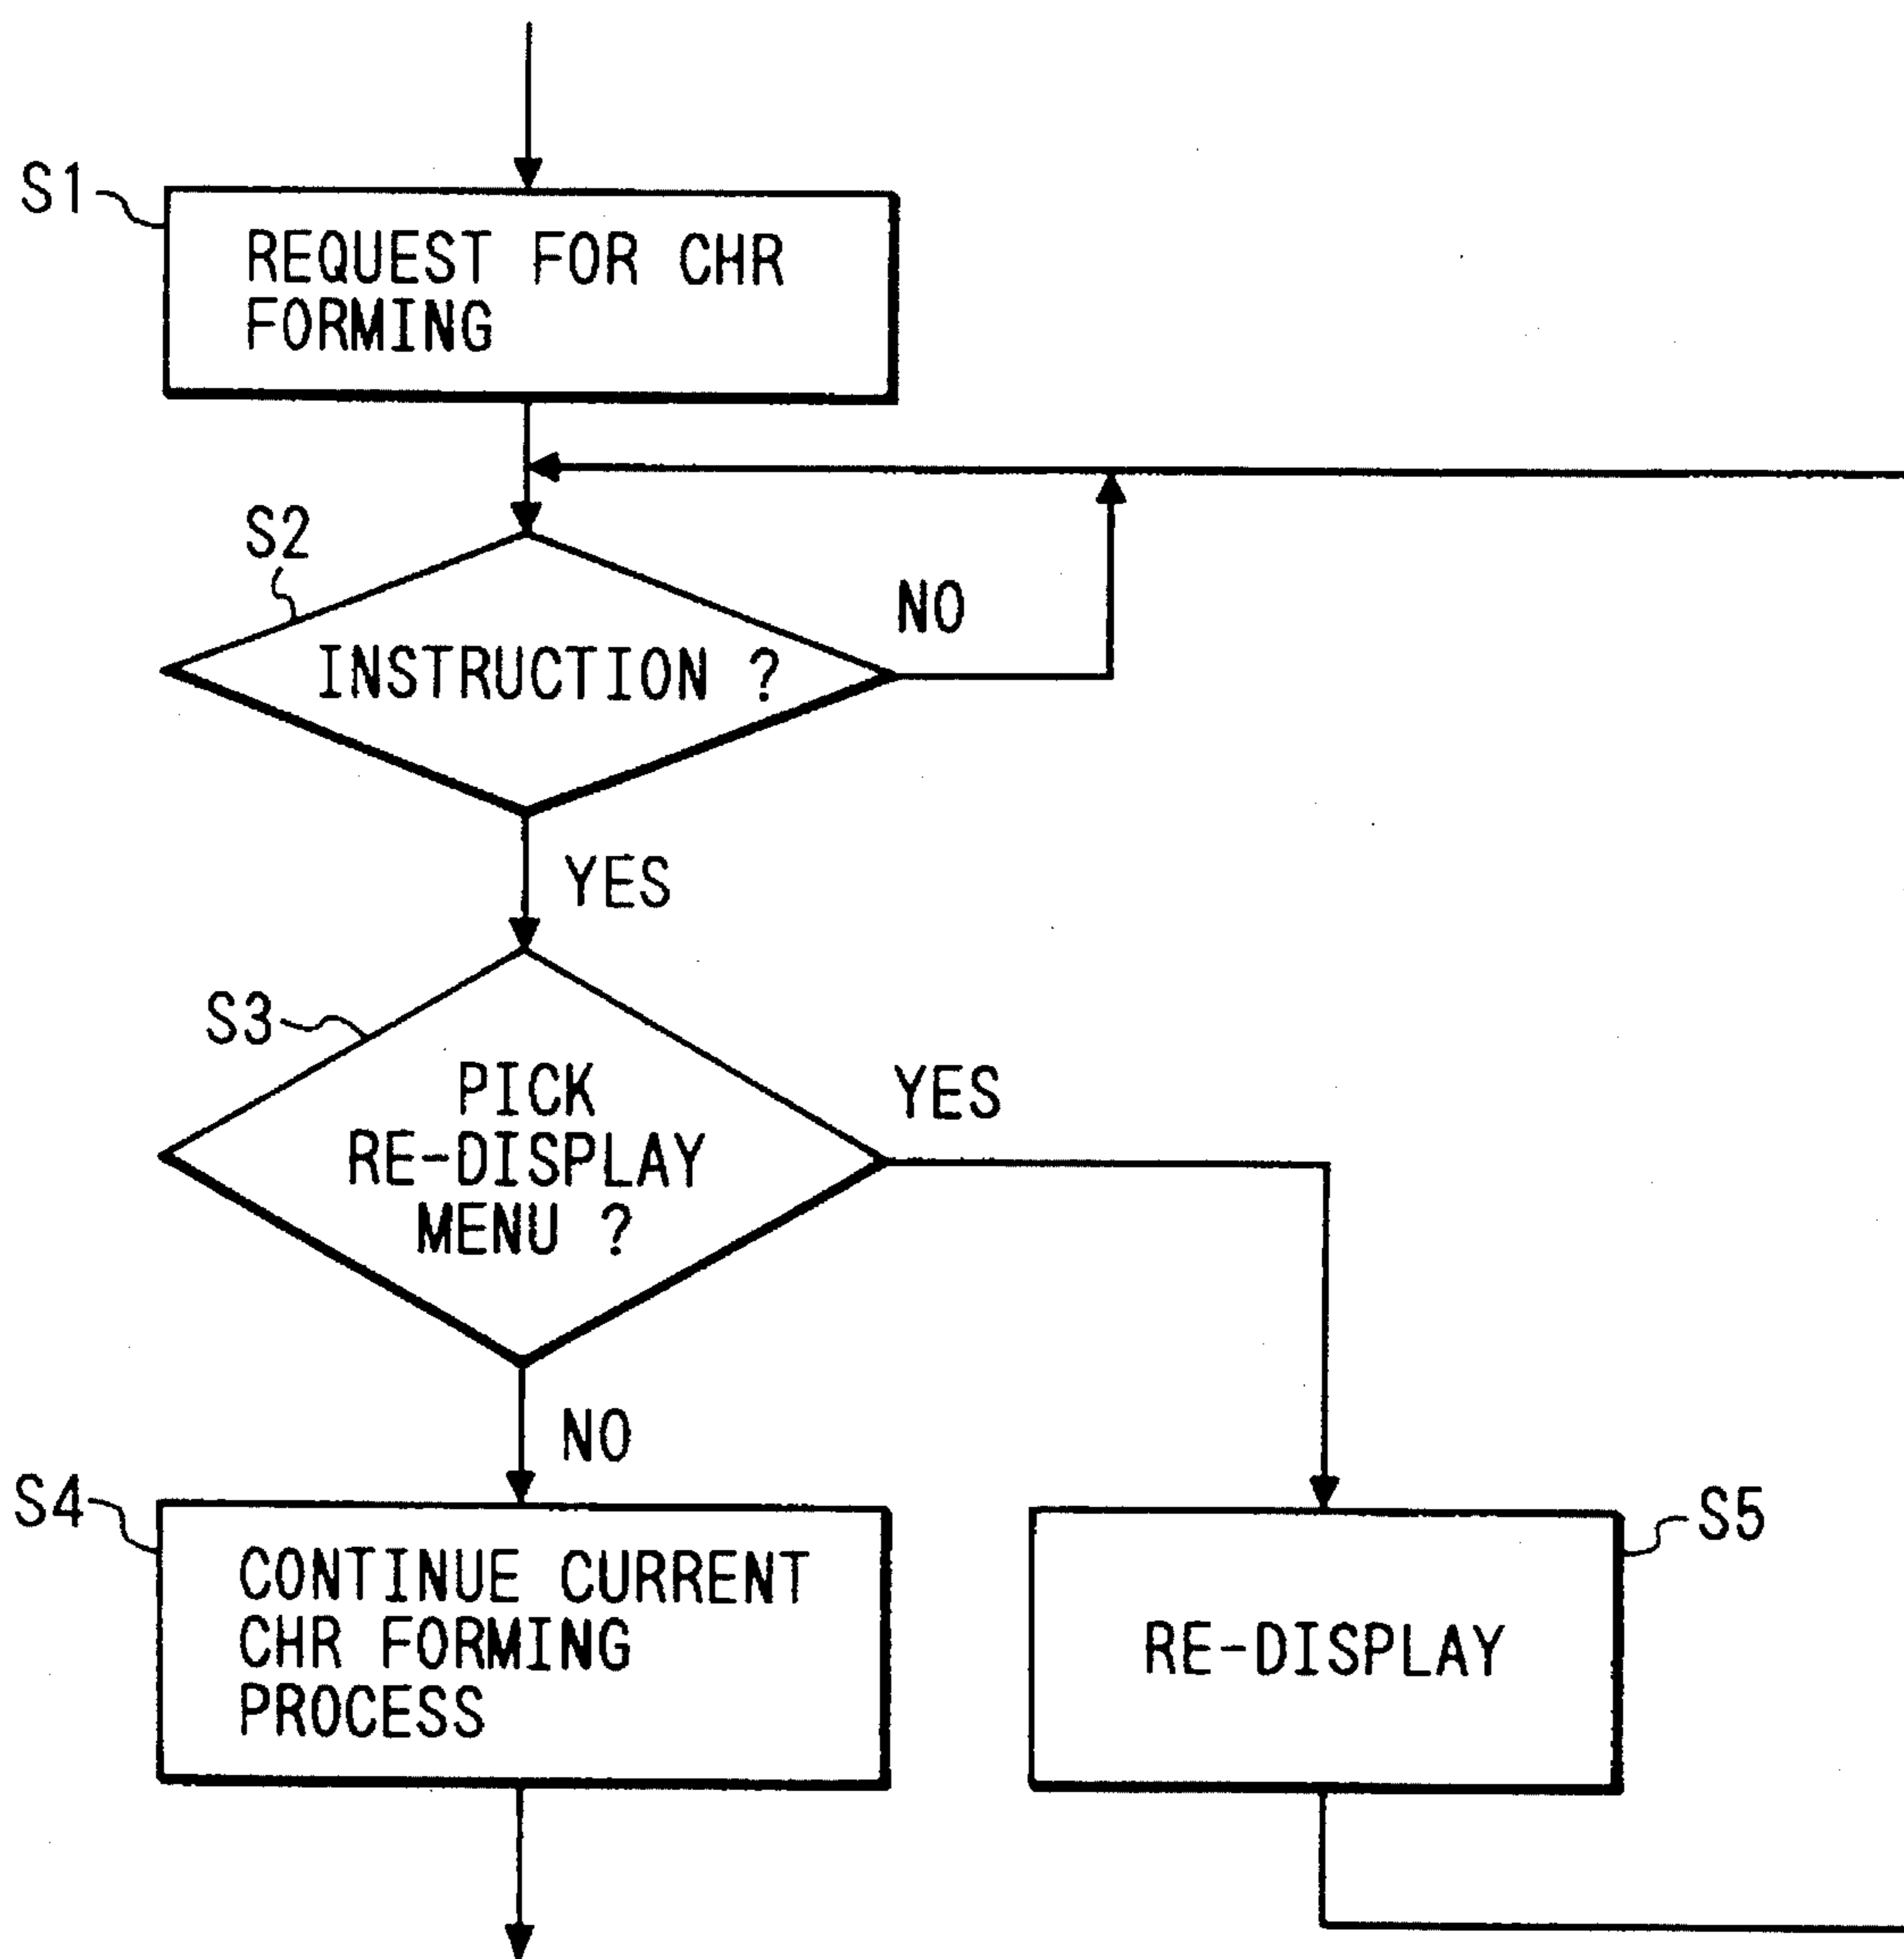 S1
REQUEST FOR CHR
FORMING
S2
NO
INSTRUCTION ?
YES
S3
PICK
RE-DISPLAY
MENU ?
YES
NO
S4
CONTINUE CURRENT
CHR FORMING
PROCESS
S5
RE-DISPLAY